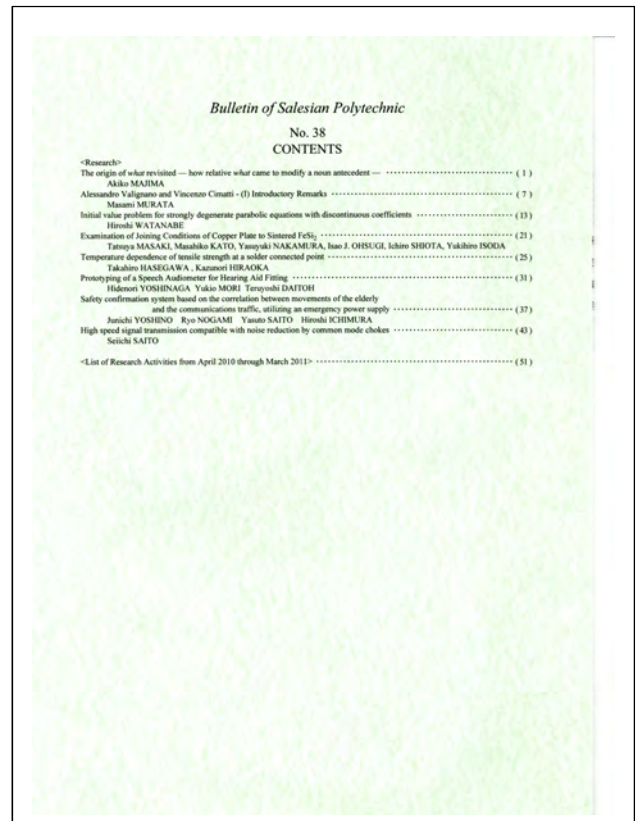 Bulletin of Salesian Polytechnic
No. 38
CONTENTS
<Research>
The origin of what revisited — how relative what came to modify a noun antecedent — ································ ( 1 )
Akiko MAJIMA
Alessandro Valignano and Vincenzo Cimatti - (I) Introductory Remarks ································ ( 7 )
Masami MURATA
Initial value problem for strongly degenerate parabolic equations with discontinuous coefficients ································ (13)
Hiroshi WATANABE
Examination of Joining Conditions of Copper Plate to Sintered FeSi₂ ································ (21)
Tatsuya MASAKI, Masahiko KATO, Yasuyuki NAKAMURA, Isao J. OHSUGI, Ichiro SHIOTA, Yukihiro ISODA
Temperature dependence of tensile strength at a solder connected point ································ (25)
Takahiro HASEGAWA , Kazunori HIRAOKA
Prototyping of a Speech Audiometer for Hearing Aid Fitting ································ (31)
Hidenori YOSHINAGA Yukio MORI Teruyoshi DAITOH
Safety confirmation system based on the correlation between movements of the elderly
and the communications traffic, utilizing an emergency power supply ································ (37)
Junichi YOSHINO Ryo NOGAMI Yasuto SAITO Hiroshi ICHIMURA
High speed signal transmission compatible with noise reduction by common mode chokes ································ (43)
Seiichi SAITO
<List of Research Activities from April 2010 through March 2011> ································ (51)